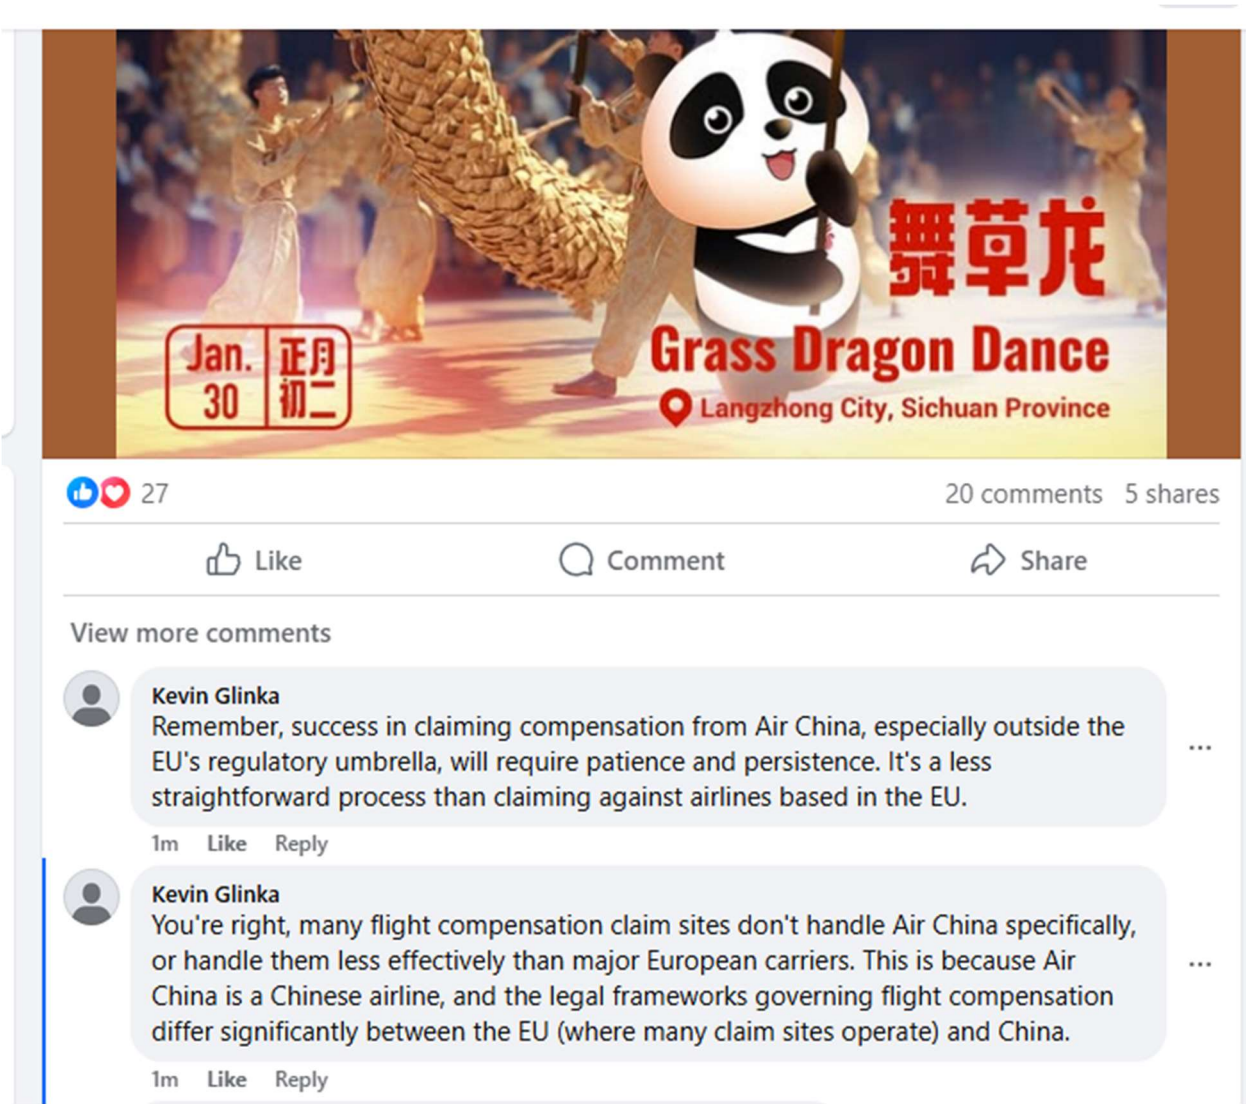 舞草龙
Jan. 正月
30 初二
Grass Dragon Dance
Langzhong City, Sichuan Province
27
20 comments 5 shares
Like Comment Share
View more comments
Kevin Glinka
Remember, success in claiming compensation from Air China, especially outside the
EU's regulatory umbrella, will require patience and persistence. It's a less
straightforward process than claiming against airlines based in the EU.
1m Like Reply
Kevin Glinka
You're right, many flight compensation claim sites don't handle Air China specifically,
or handle them less effectively than major European carriers. This is because Air
China is a Chinese airline, and the legal frameworks governing flight compensation
differ significantly between the EU (where many claim sites operate) and China.
1m Like Reply